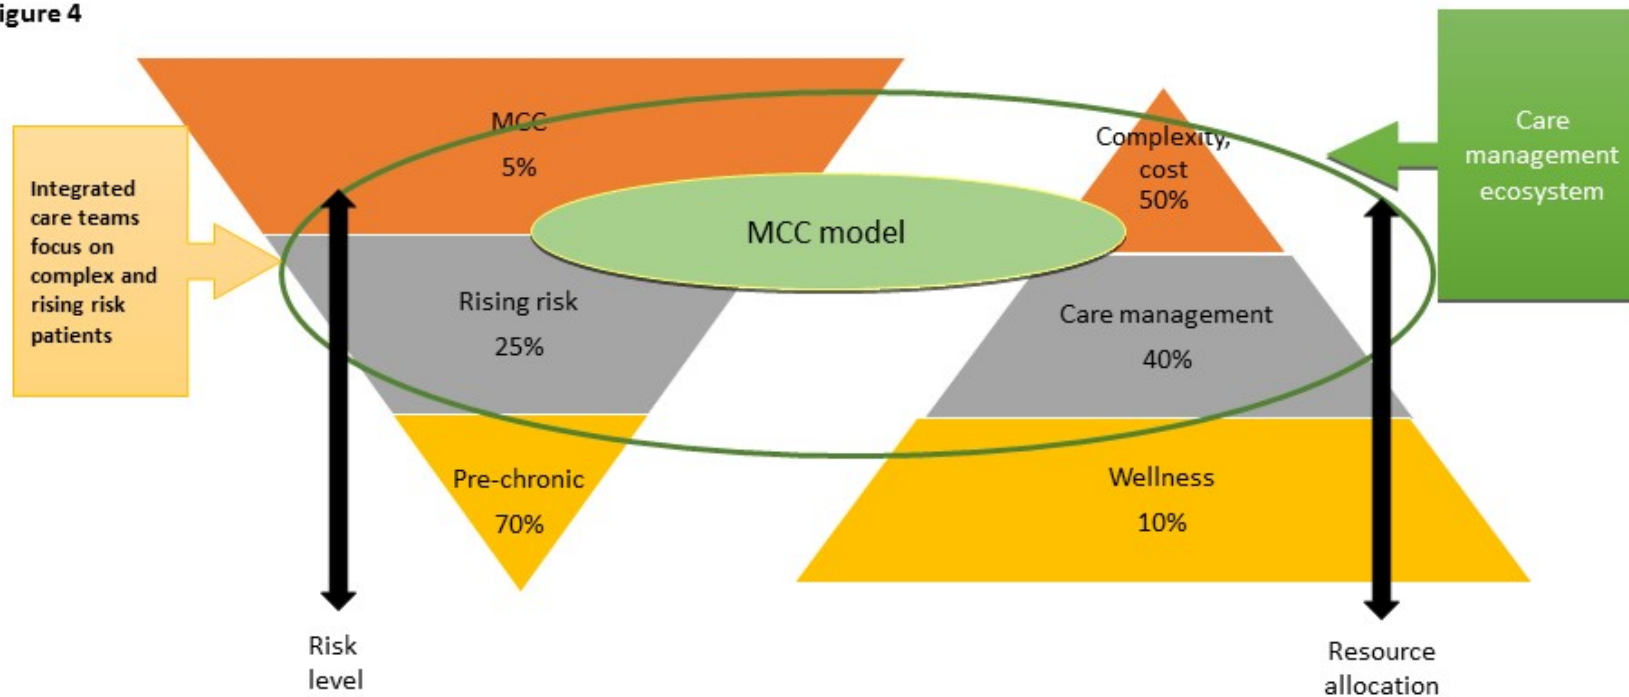 igure 4
MCC
5%
Integrated
care teams
focus on
complex and
rising risk
patients
Rising risk
25%
Pre-chronic
70%
Risk
level
MCC model
Complexity,
cost
50%
Care management
40%
Wellness
10%
Resource
allocation
Care
management
ecosystem